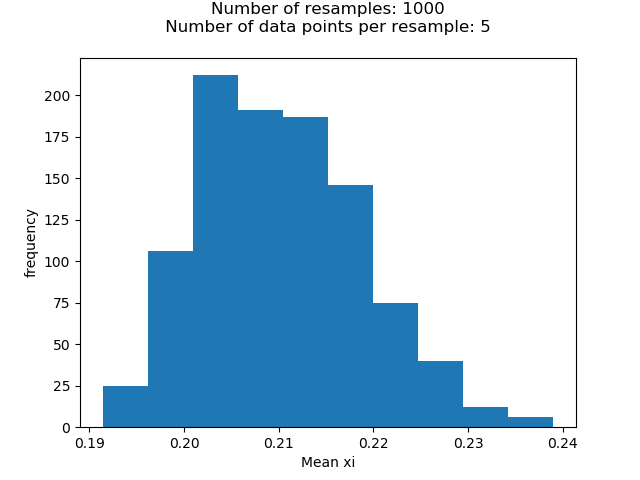 Number of resamples: 1000
Number of data points per resample: 5
200
175
150
125
100
75
50
25
0
frequency
0.19 0.20 0.21 0.22 0.23 0.24
Mean xi